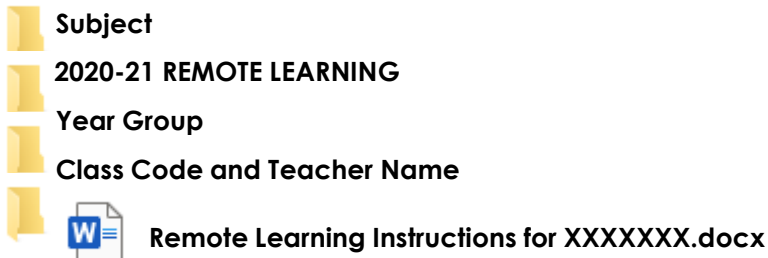 Subject
2020-21 REMOTE LEARNING
Year Group
Class Code and Teacher Name
W
Remote Learning Instructions for XXXXXXX.docx